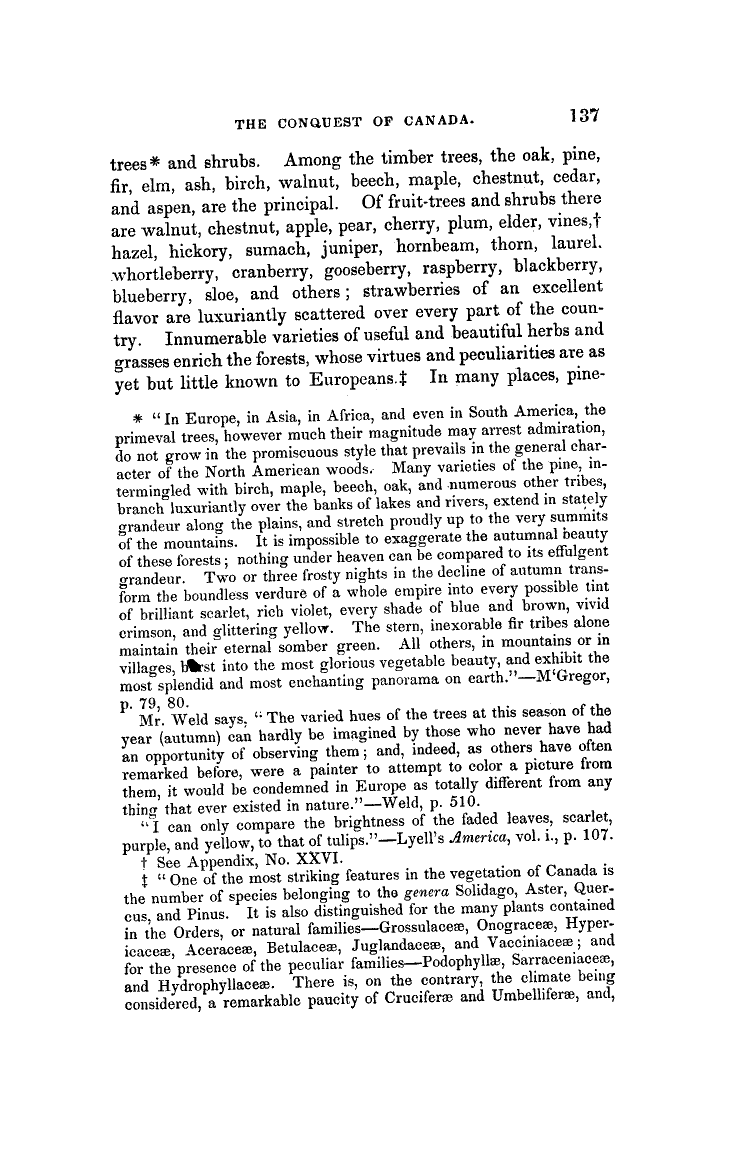 THE CONQUEST OF CANADA. 137
trees* and shrubs. Among the timber trees, the oak, pine,
fir, elm, ash, birch, walnut, beech, maple, chestnut, cedar,
and aspen, are the principal. Of fruit-trees and shrubs there
are walnut, chestnut, apple, pear, cherry, plum, elder, vines,†
hazel, hickory, sumach, juniper, hornbeam, thorn, laurel.
whortleberry, cranberry, gooseberry, raspberry, blackberry,
blueberry, sloe, and others; strawberries of an excellent
flavor are luxuriantly scattered over every part of the coun-
try. Innumerable varieties of useful and beautiful herbs and
grasses enrich the forests, whose virtues and peculiarities are as
yet but little known to Europeans.‡ In many places, pine-
* "In Europe, in Asia, in Africa, and even in South America, the
primeval trees, however much their magnitude may arrest admiration,
do not grow in the promiscuous style that prevails in the general char-
acter of the North American woods. Many varieties of the pine, in-
termingled with birch, maple, beech, oak, and numerous other tribes,
branch luxuriantly over the banks of lakes and rivers, extend in stately
grandeur along the plains, and stretch proudly up to the very summits
of the mountains. It is impossible to exaggerate the autumnal beauty
of these forests; nothing under heaven can be compared to its effulgent
grandeur. Two or three frosty nights in the decline of autumn trans-
form the boundless verdure of a whole empire into every possible tint
of brilliant scarlet, rich violet, every shade of blue and brown, vivid
crimson, and glittering yellow. The stern, inexorable fir tribes alone
maintain their eternal somber green. All others, in mountains or in
villages, burst into the most glorious vegetable beauty, and exhibit the
most splendid and most enchanting panorama on earth."—M'Gregor,
p. 79, 80.
Mr. Weld says, "The varied hues of the trees at this season of the
year (autumn) can hardly be imagined by those who never have had
an opportunity of observing them; and, indeed, as others have often
remarked before, were a painter to attempt to color a picture from
them, it would be condemned in Europe as totally different from any
thing that ever existed in nature."—Weld, p. 510.
"I can only compare the brightness of the faded leaves, scarlet,
purple, and yellow, to that of tulips."—Lyell's America, vol. i., p. 107.
† See Appendix, No. XXVI.
‡ "One of the most striking features in the vegetation of Canada is
the number of species belonging to the genera Solidago, Aster, Quer-
cus, and Pinus. It is also distinguished for the many plants contained
in the Orders, or natural families—Grossulaceæ, Onograceæ, Hyper-
icaceæ, Aceraceæ, Betulaceæ, Juglandaceæ, and Vacciniaceæ; and
for the presence of the peculiar families—Podophyllæ, Sarraceniaceæ,
and Hydrophyllaceæ. There is, on the contrary, the climate being
considered, a remarkable paucity of Cruciferæ and Umbelliferæ, and,